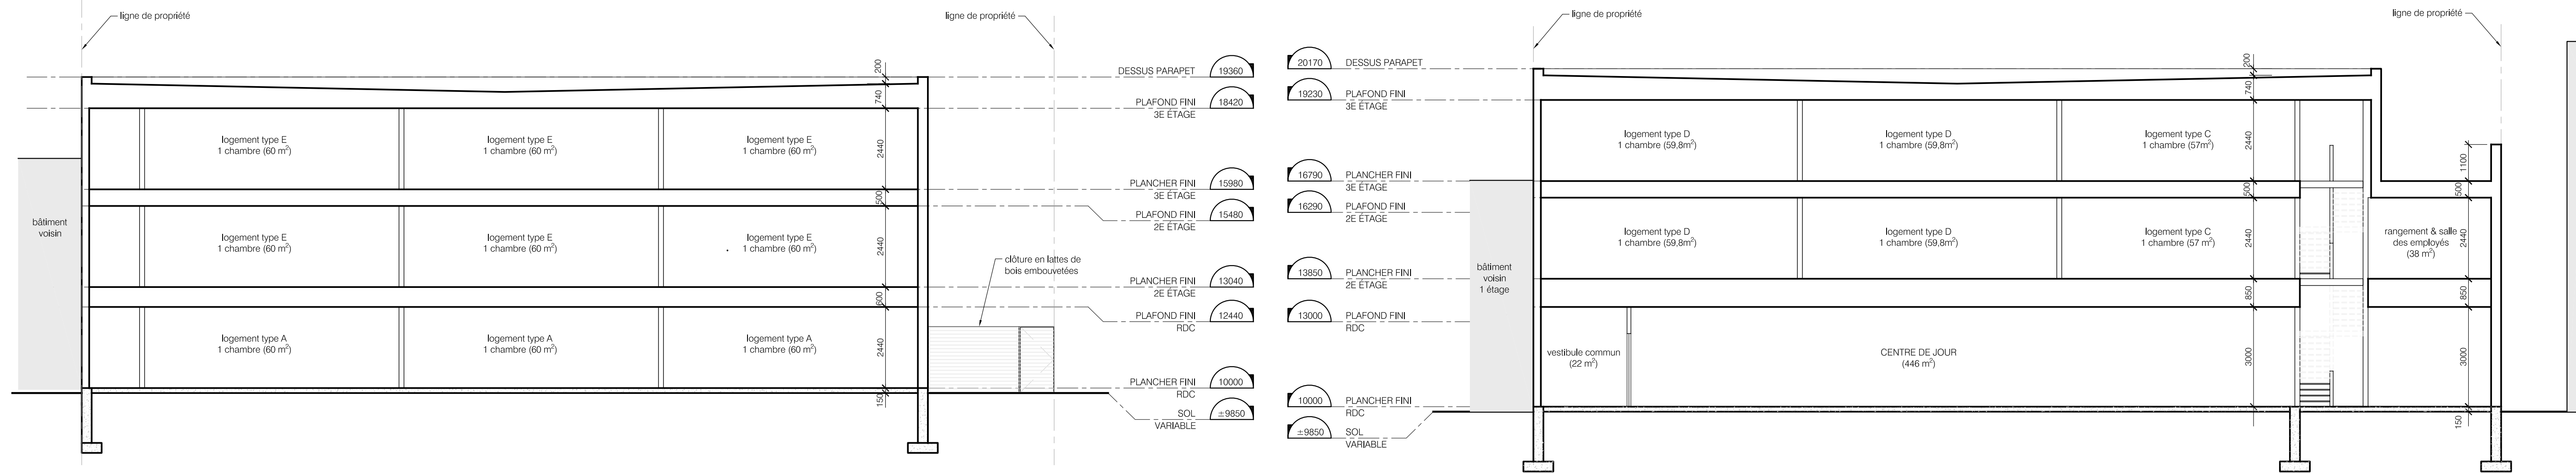 ligne de propriété
ligne de propriété
DESSUS PARAPET
19360
PLAFOND FINI
18420
3E ÉTAGE
PLANCHER FINI
15980
3E ÉTAGE
PLAFOND FINI
15480
2E ÉTAGE
PLANCHER FINI
13040
2E ÉTAGE
PLAFOND FINI
12440
RDC
PLANCHER FINI
10000
RDC
SOL
±9850
VARIABLE
200
740
2440
500
2440
600
2440
150
logement type E
1 chambre (60 m²)
logement type E
1 chambre (60 m²)
logement type E
1 chambre (60 m²)
bâtiment
voisin
logement type E
1 chambre (60 m²)
logement type E
1 chambre (60 m²)
logement type E
1 chambre (60 m²)
clôture en lattes de
bois embouvetées
logement type A
1 chambre (60 m²)
logement type A
1 chambre (60 m²)
logement type A
1 chambre (60 m²)
ligne de propriété
ligne de propriété
20170
DESSUS PARAPET
19230
PLAFOND FINI
3E ÉTAGE
16790
PLANCHER FINI
3E ÉTAGE
16290
PLAFOND FINI
2E ÉTAGE
13850
PLANCHER FINI
2E ÉTAGE
13000
PLAFOND FINI
RDC
10000
PLANCHER FINI
RDC
±9850
SOL
VARIABLE
logement type D
1 chambre (59,8m²)
logement type D
1 chambre (59,8m²)
logement type C
1 chambre (57m²)
logement type D
1 chambre (59,8m²)
logement type D
1 chambre (59,8m²)
logement type C
1 chambre (57 m²)
rangement & salle
des employés
(38 m²)
bâtiment
voisin
1 étage
vestibule commun
(22 m²)
CENTRE DE JOUR
(446 m²)
200
740
2440
500
2440
850
3000
1100
500
2440
850
3000
150